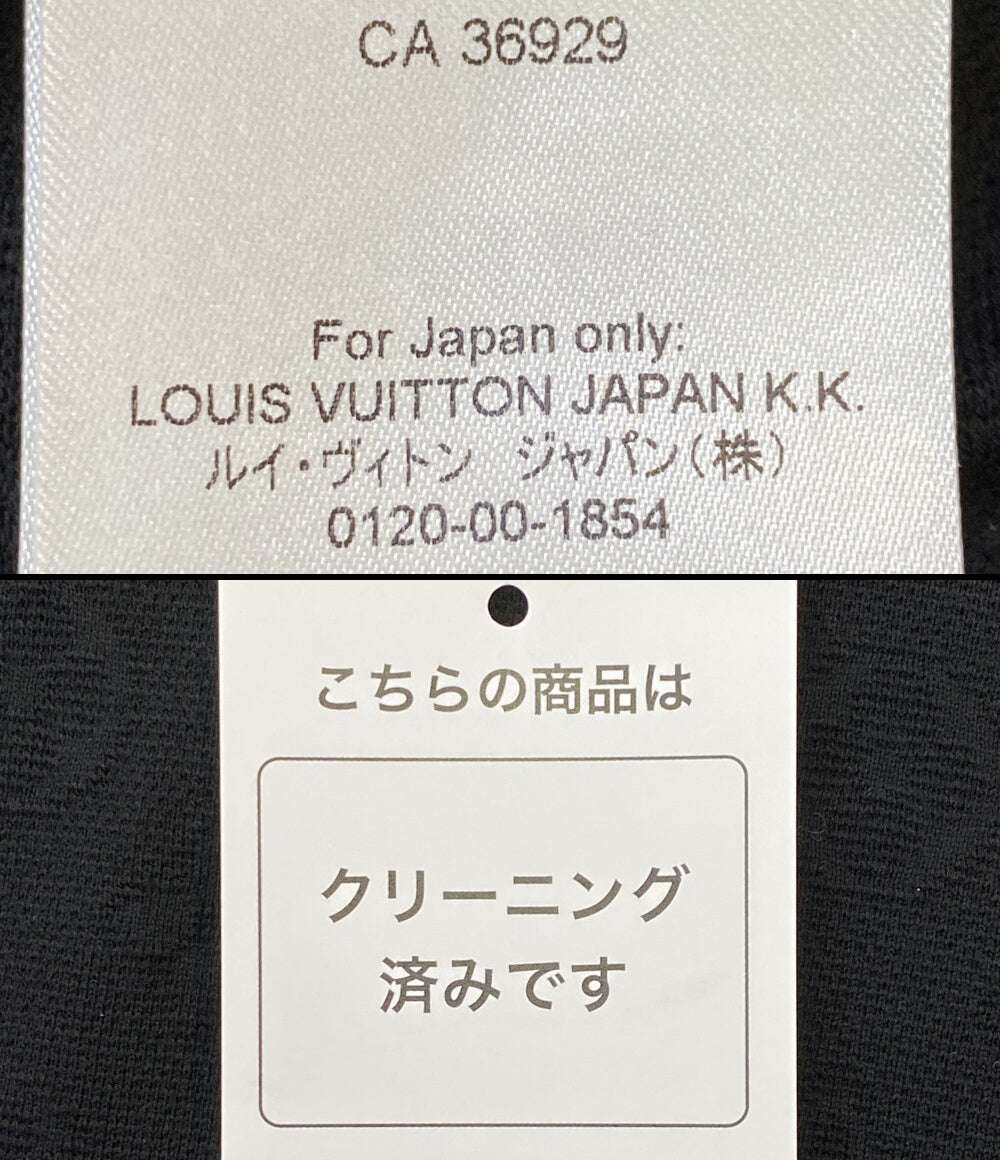 CA 36929
For Japan only:
LOUIS VUITTON JAPAN K.K.
ルイ・ヴィトン　ジャパン(株)
0120-00-1854
こちらの商品は
クリーニング
済みです